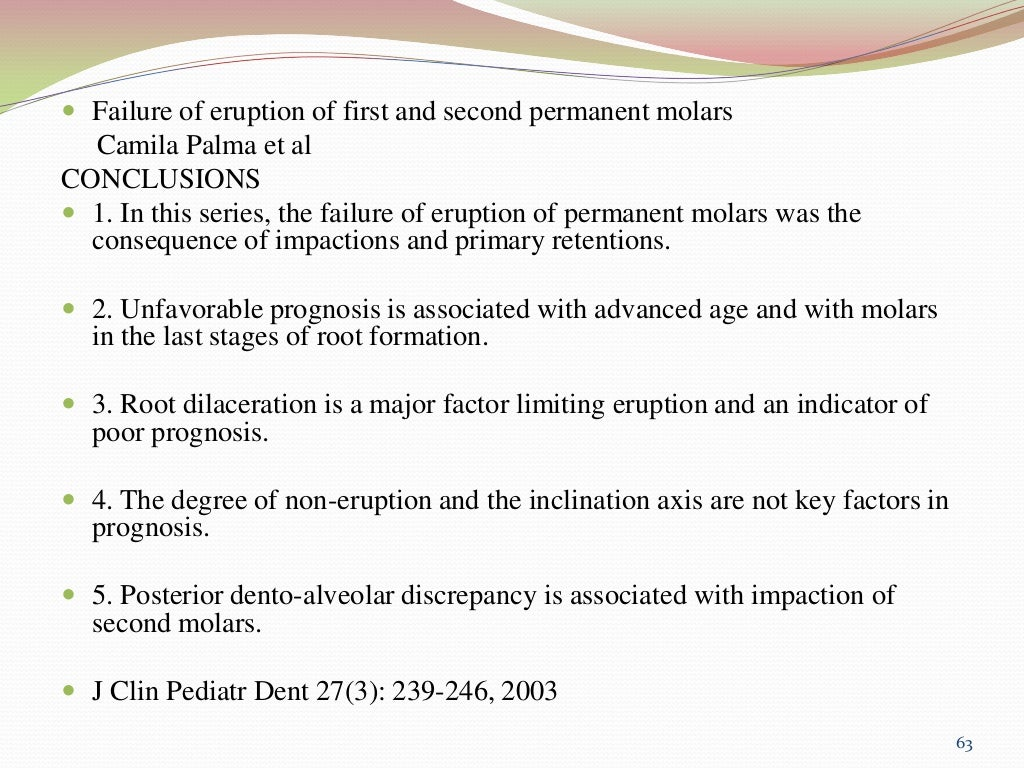 • Failure of eruption of first and second permanent molars
Camila Palma et al
CONCLUSIONS
• 1. In this series, the failure of eruption of permanent molars was the
consequence of impactions and primary retentions.
• 2. Unfavorable prognosis is associated with advanced age and with molars
in the last stages of root formation.
• 3. Root dilaceration is a major factor limiting eruption and an indicator of
poor prognosis.
• 4. The degree of non-eruption and the inclination axis are not key factors in
prognosis.
• 5. Posterior dento-alveolar discrepancy is associated with impaction of
second molars.
• J Clin Pediatr Dent 27(3): 239-246, 2003
63